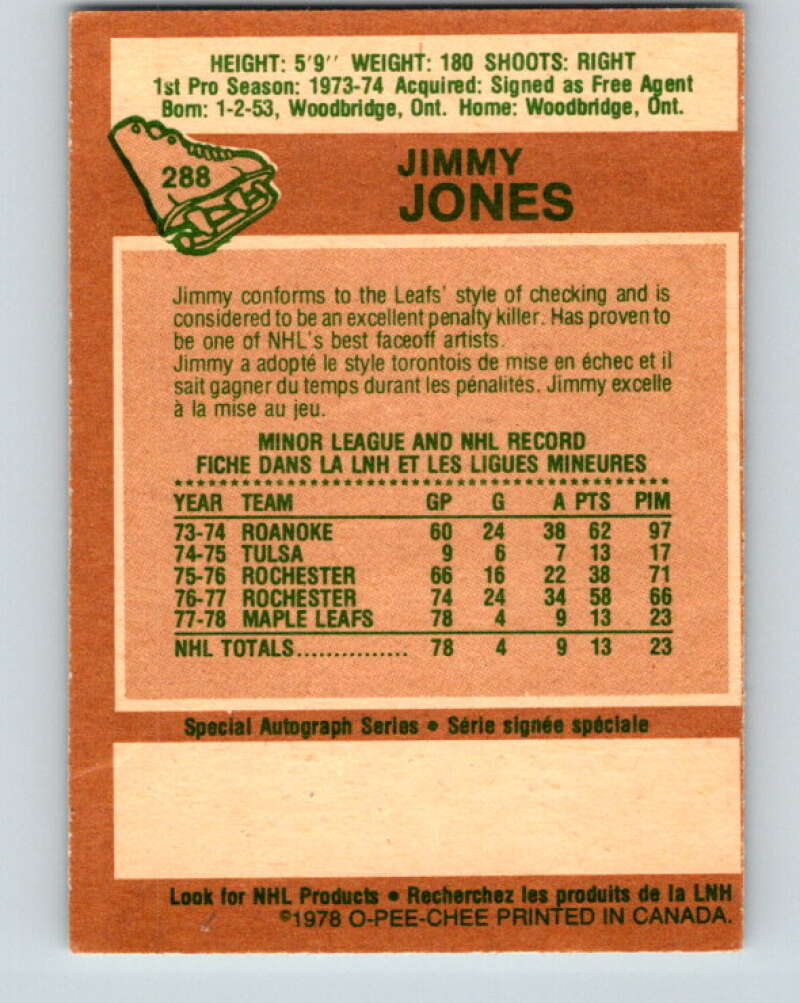 HEIGHT: 5'9'' WEIGHT: 180 SHOOTS: RIGHT
1st Pro Season: 1973-74 Acquired: Signed as Free Agent
Born: 1-2-53, Woodbridge, Ont. Home: Woodbridge, Ont.
288
JIMMY
JONES
Jimmy conforms to the Leafs' style of checking and is
considered to be an excellent penalty killer. Has proven to
be one of NHL's best faceoff artists.
Jimmy a adopté le style torontois de mise en échec et il
sait gagner du temps durant les pénalités. Jimmy excelle
à la mise au jeu.
MINOR LEAGUE AND NHL RECORD
FICHE DANS LA LNH ET LES LIGUES MINEURES
YEAR TEAM GP G A PTS PIM
73-74 ROANOKE 60 24 38 62 97
74-75 TULSA 9 6 7 13 17
75-76 ROCHESTER 66 16 22 38 71
76-77 ROCHESTER 74 24 34 58 66
77-78 MAPLE LEAFS 78 4 9 13 23
NHL TOTALS............... 78 4 9 13 23
Special Autograph Series • Série signée spéciale
Look for NHL Products • Recherchez les produits de la LNH
©1978 O-PEE-CHEE PRINTED IN CANADA.